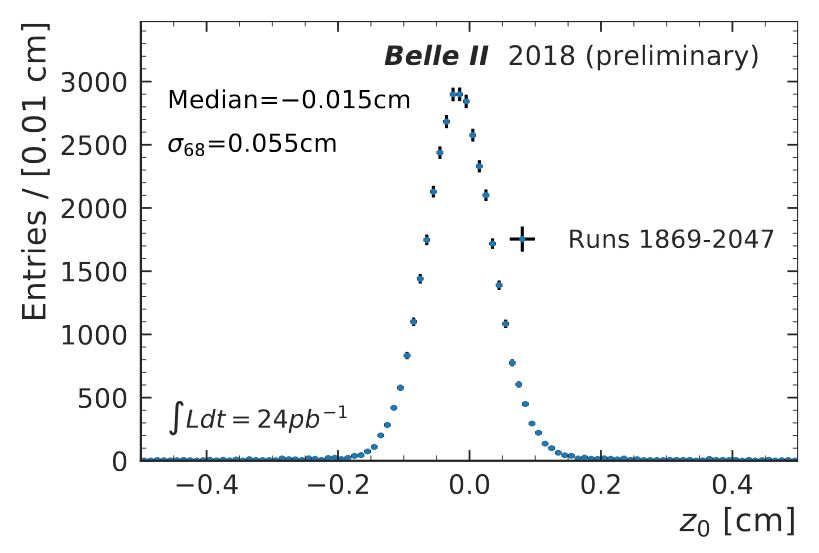 Belle II 2018 (preliminary)
Median=−0.015cm
σ68=0.055cm
Runs 1869-2047
∫Ldt = 24pb−1
Entries / [0.01 cm]
3000
2500
2000
1500
1000
500
0
−0.4 −0.2 0.0 0.2 0.4
z0 [cm]